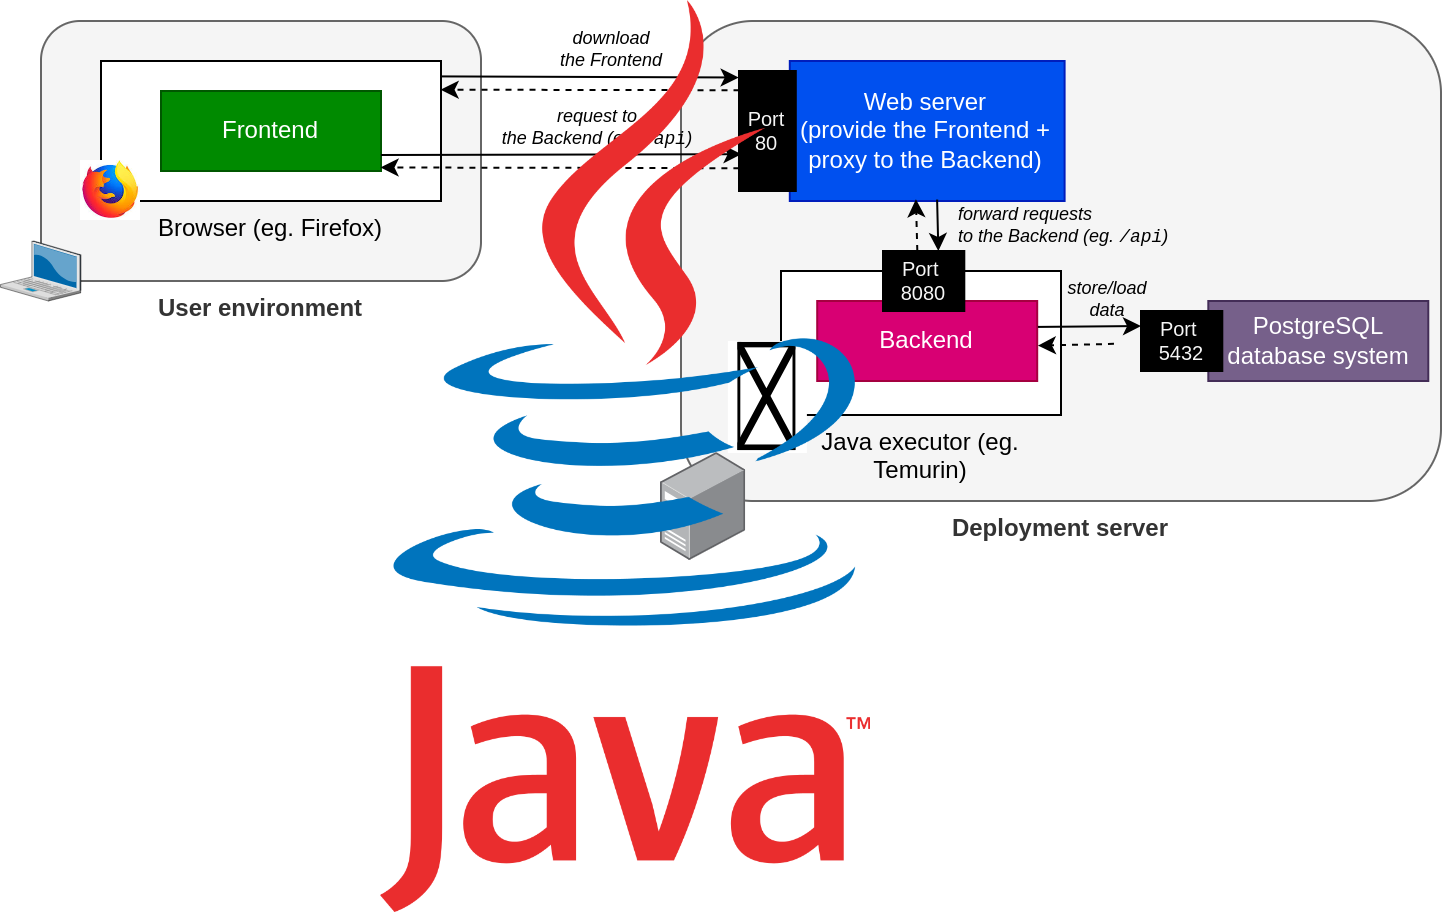 download
the Frontend
Frontend
request to
the Backend (
api)
Port
80
Web server
(provide the Frontend +
proxy to the Backend)
Browser (eg. Firefox)
User environment
forward requests
to the Backend (eg. /api)
Port
8080
Backend
store/load
data
Port
5432
PostgreSQL
database system
Java executor (eg.
Temurin)
Deployment server
Java™